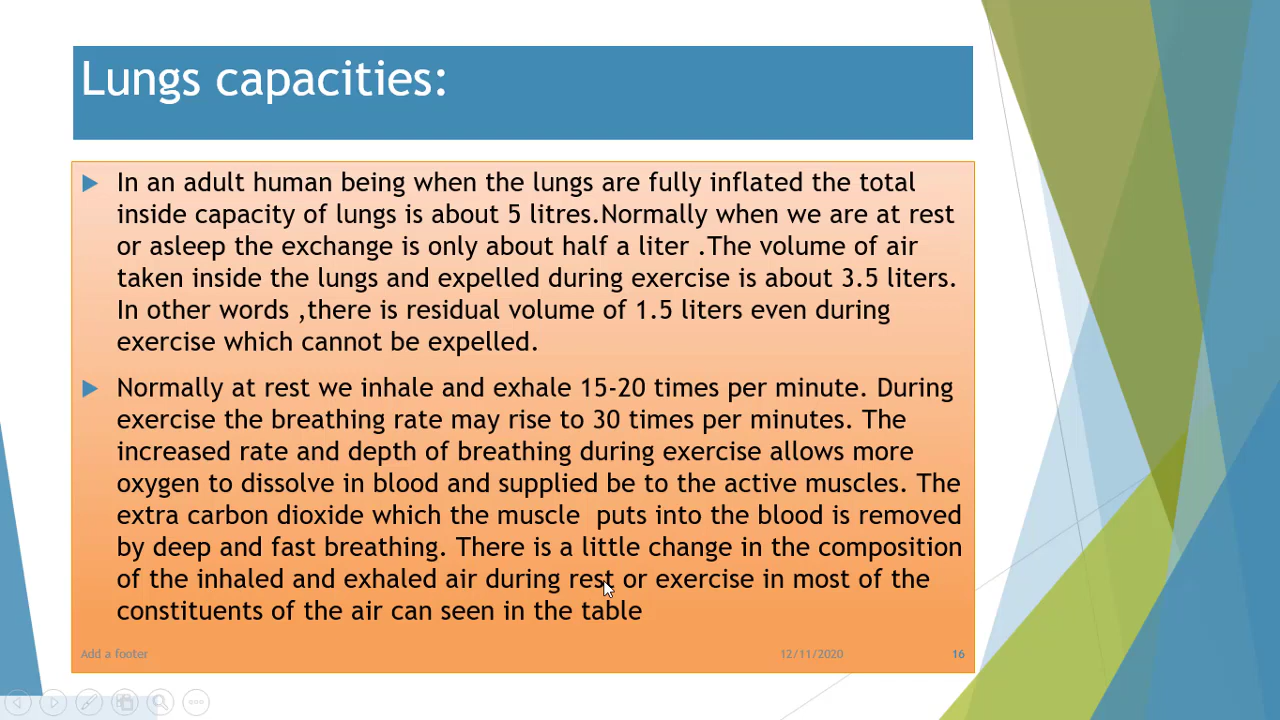 Lungs capacities:
In an adult human being when the lungs are fully inflated the total
inside capacity of lungs is about 5 litres.Normally when we are at rest
or asleep the exchange is only about half a liter .The volume of air
taken inside the lungs and expelled during exercise is about 3.5 liters.
In other words ,there is residual volume of 1.5 liters even during
exercise which cannot be expelled.
Normally at rest we inhale and exhale 15-20 times per minute. During
exercise the breathing rate may rise to 30 times per minutes. The
increased rate and depth of breathing during exercise allows more
oxygen to dissolve in blood and supplied be to the active muscles. The
extra carbon dioxide which the muscle  puts into the blood is removed
by deep and fast breathing. There is a little change in the composition
of the inhaled and exhaled air during rest or exercise in most of the
constituents of the air can seen in the table
Add a footer
12/11/2020
16